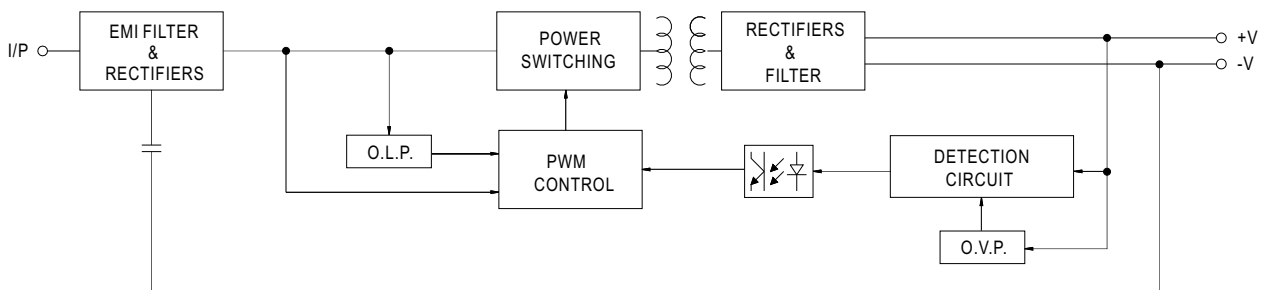 I/P
EMI FILTER
&
RECTIFIERS
POWER
SWITCHING
RECTIFIERS
&
FILTER
+V
-V
O.L.P.
PWM
CONTROL
DETECTION
CIRCUIT
O.V.P.